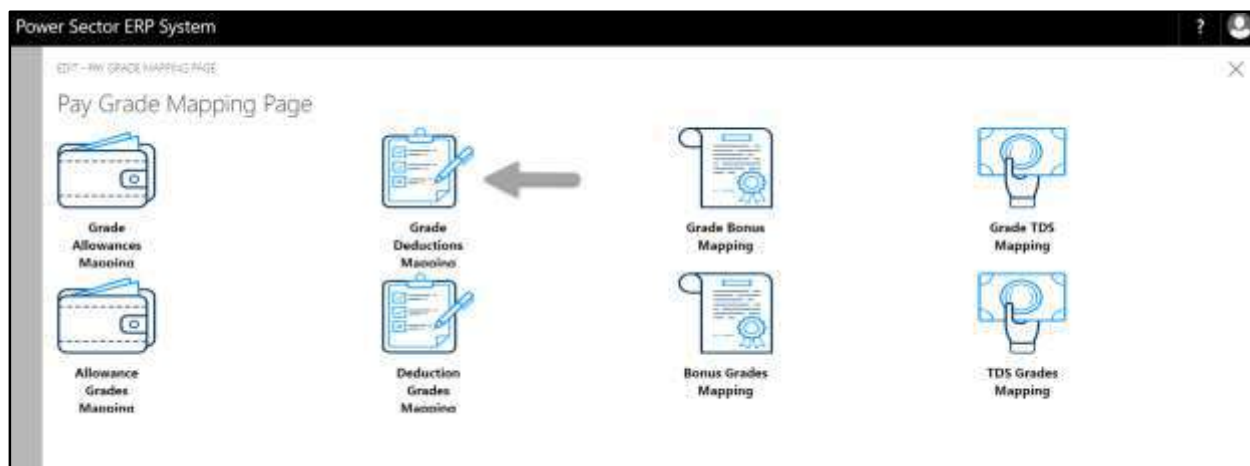 Power Sector ERP System ?
EDIT - PAY GRADE MAPPING PAGE
Pay Grade Mapping Page
Grade
Allowances
Mapping
Grade
Deductions
Mapping
Grade Bonus
Mapping
Grade TDS
Mapping
Allowance
Grades
Mapping
Deduction
Grades
Mapping
Bonus Grades
Mapping
TDS Grades
Mapping